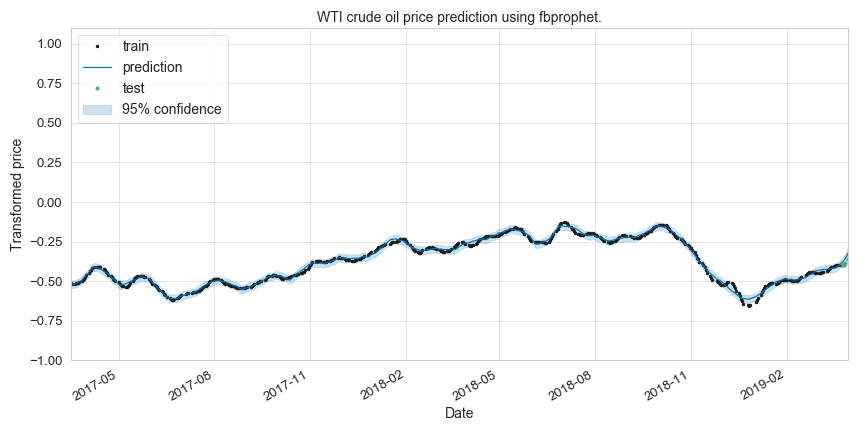 WTI crude oil price prediction using fbprophet.
train
prediction
test
95% confidence
Transformed price
1.00
0.75
0.50
0.25
0.00
−0.25
−0.50
−0.75
−1.00
2017-05
2017-08
2017-11
2018-02
2018-05
2018-08
2018-11
2019-02
Date